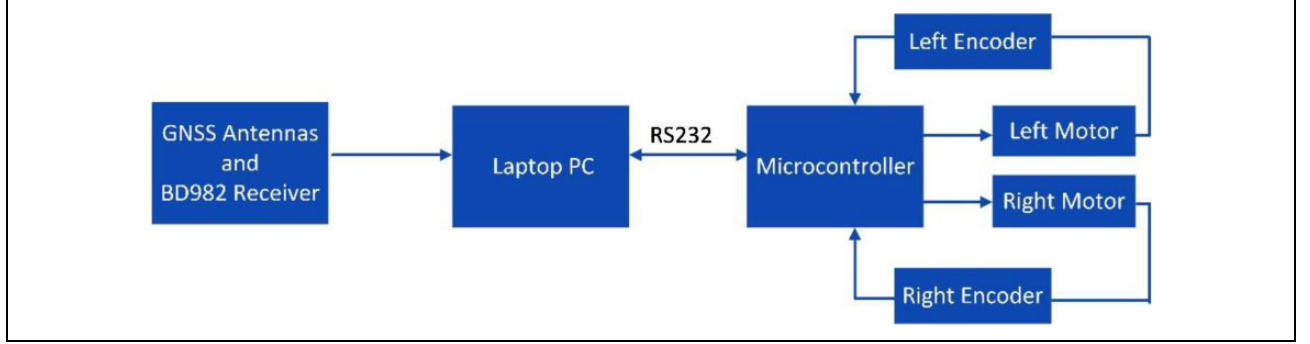 GNSS Antennas
and
BD982 Receiver
Laptop PC
RS232
Microcontroller
Left Encoder
Left Motor
Right Motor
Right Encoder